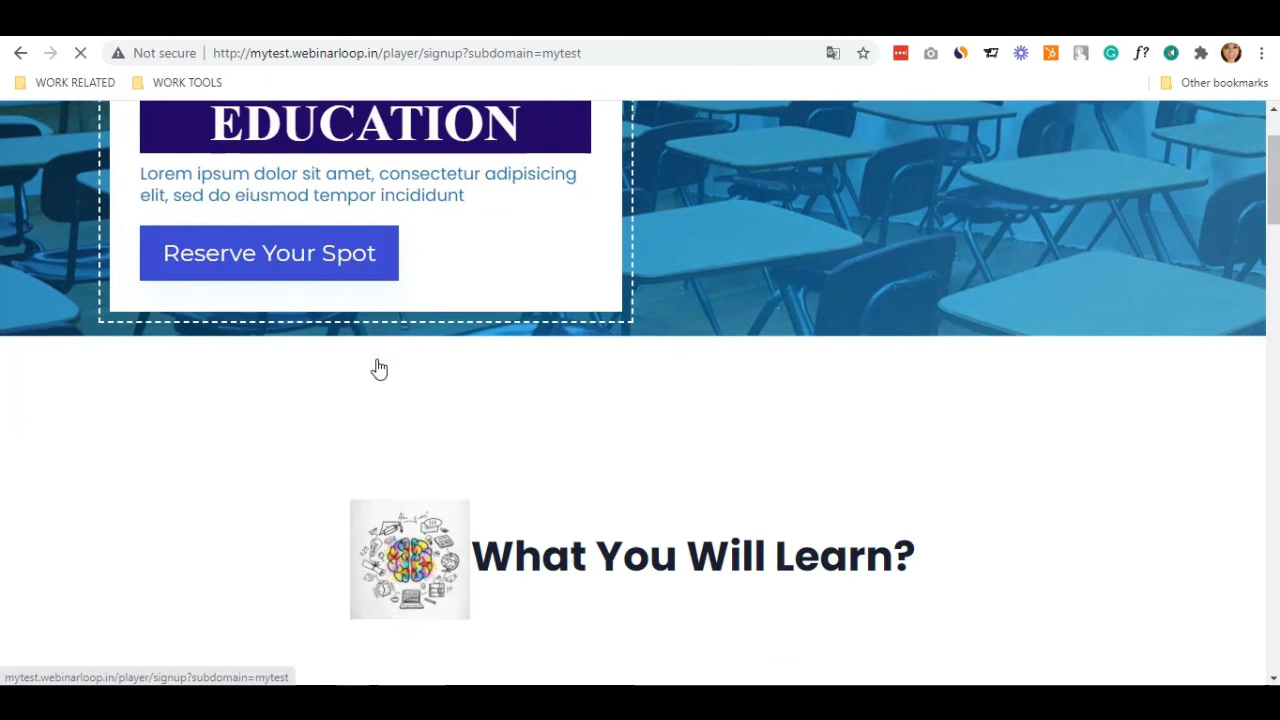 Not secure http://mytest.webinarloop.in/player/signup?subdomain=mytest
WORK RELATED WORK TOOLS Other bookmarks
EDUCATION
Lorem ipsum dolor sit amet, consectetur adipisicing
elit, sed do eiusmod tempor incididunt
Reserve Your Spot
What You Will Learn?
mytest.webinarloop.in/player/signup?subdomain=mytest